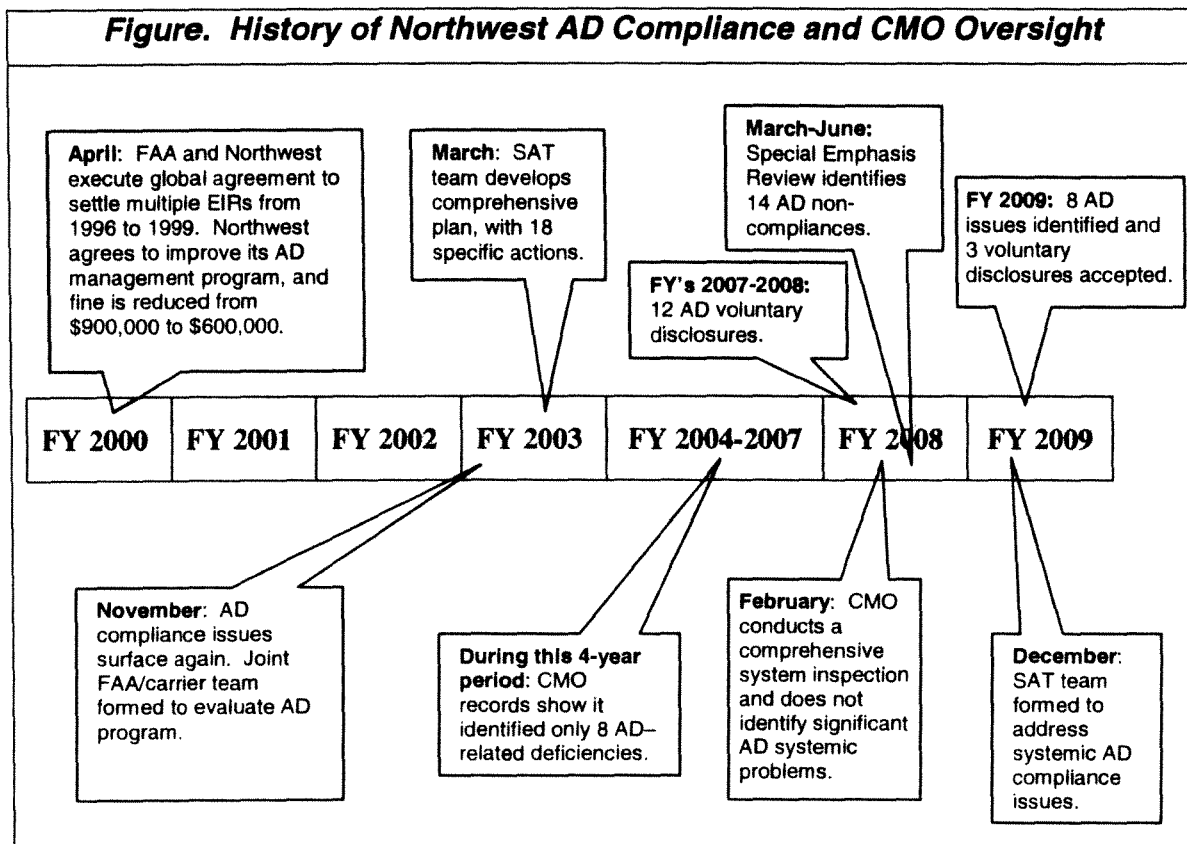 Figure. History of Northwest AD Compliance and CMO Oversight
April: FAA and Northwest
execute global agreement to
settle multiple EIRs from
1996 to 1999. Northwest
agrees to improve its AD
management program, and
fine is reduced from
$900,000 to $600,000.
March: SAT
team develops
comprehensive
plan, with 18
specific actions.
FY's 2007-2008:
12 AD voluntary
disclosures.
March-June:
Special Emphasis
Review identifies
14 AD non-
compliances.
FY 2009: 8 AD
issues identified and
3 voluntary
disclosures accepted.
FY 2000 FY 2001 FY 2002 FY 2003 FY 2004-2007 FY 2008 FY 2009
November: AD
compliance issues
surface again. Joint
FAA/carrier team
formed to evaluate AD
program.
During this 4-year
period: CMO
records show it
identified only 8 AD–
related deficiencies.
February: CMO
conducts a
comprehensive
system inspection
and does not
identify significant
AD systemic
problems.
December:
SAT team
formed to
address
systemic AD
compliance
issues.